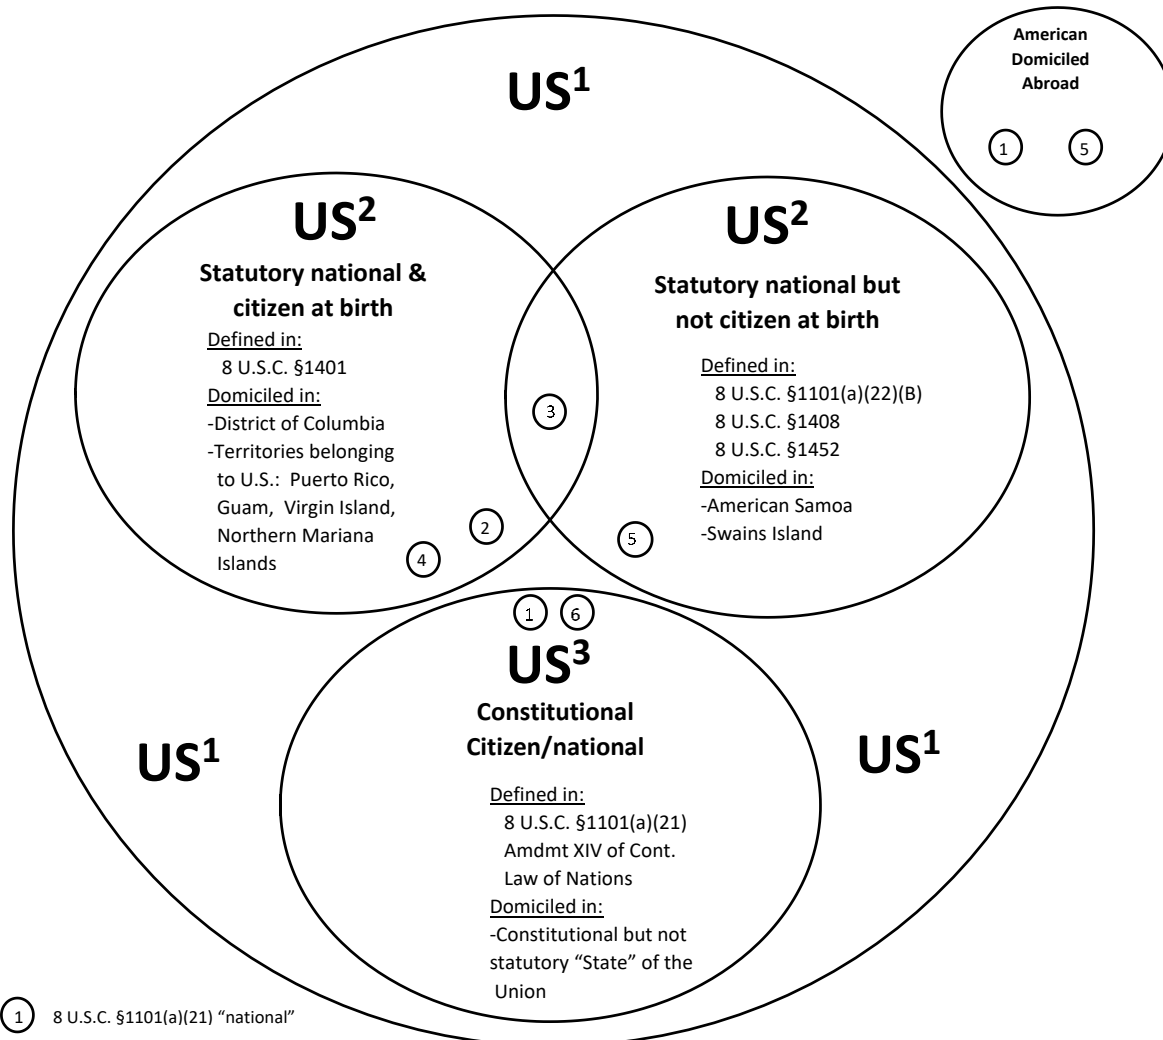 American
Domiciled
Abroad
1 5
US¹
US²
Statutory national &
citizen at birth
Defined in:
8 U.S.C. §1401
Domiciled in:
-District of Columbia
-Territories belonging
to U.S.: Puerto Rico,
Guam, Virgin Island,
Northern Mariana
Islands
4
2
3
US²
Statutory national but
not citizen at birth
Defined in:
8 U.S.C. §1101(a)(22)(B)
8 U.S.C. §1408
8 U.S.C. §1452
Domiciled in:
-American Samoa
-Swains Island
5
1 6
US³
Constitutional
Citizen/national
Defined in:
8 U.S.C. §1101(a)(21)
Amdmt XIV of Cont.
Law of Nations
Domiciled in:
-Constitutional but not
statutory “State” of the
Union
US¹
US¹
1 8 U.S.C. §1101(a)(21) “national”